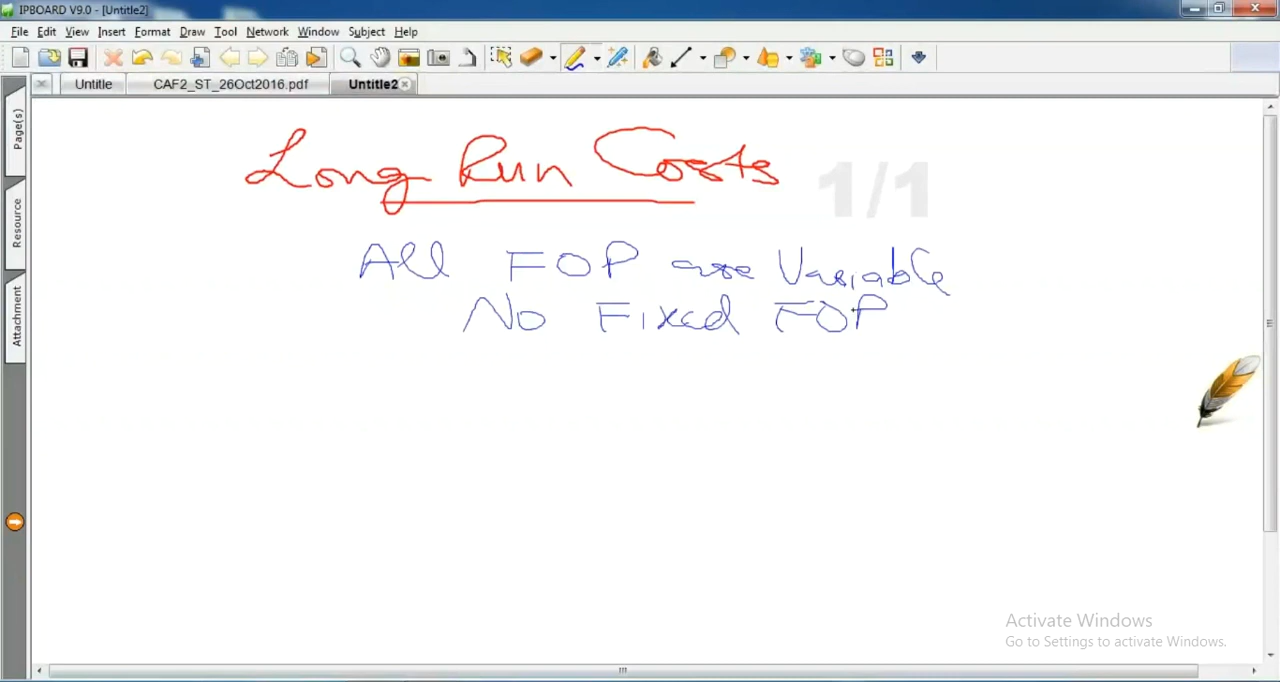 IPBOARD V9.0 - [Untitle2]
File Edit View Insert Format Draw Tool Network Window Subject Help
Untitle CAF2_ST_26Oct2016.pdf Untitle2
Page(s)
Resource
Attachment
Long Run Costs
1/1
All FOP are Variable
No Fixed FOP
Activate Windows
Go to Settings to activate Windows.